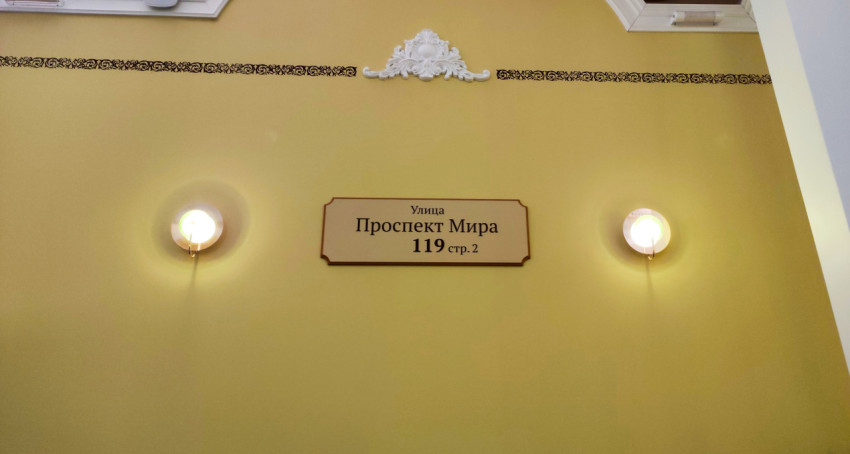 Улица
Проспект Мира
119 стр. 2